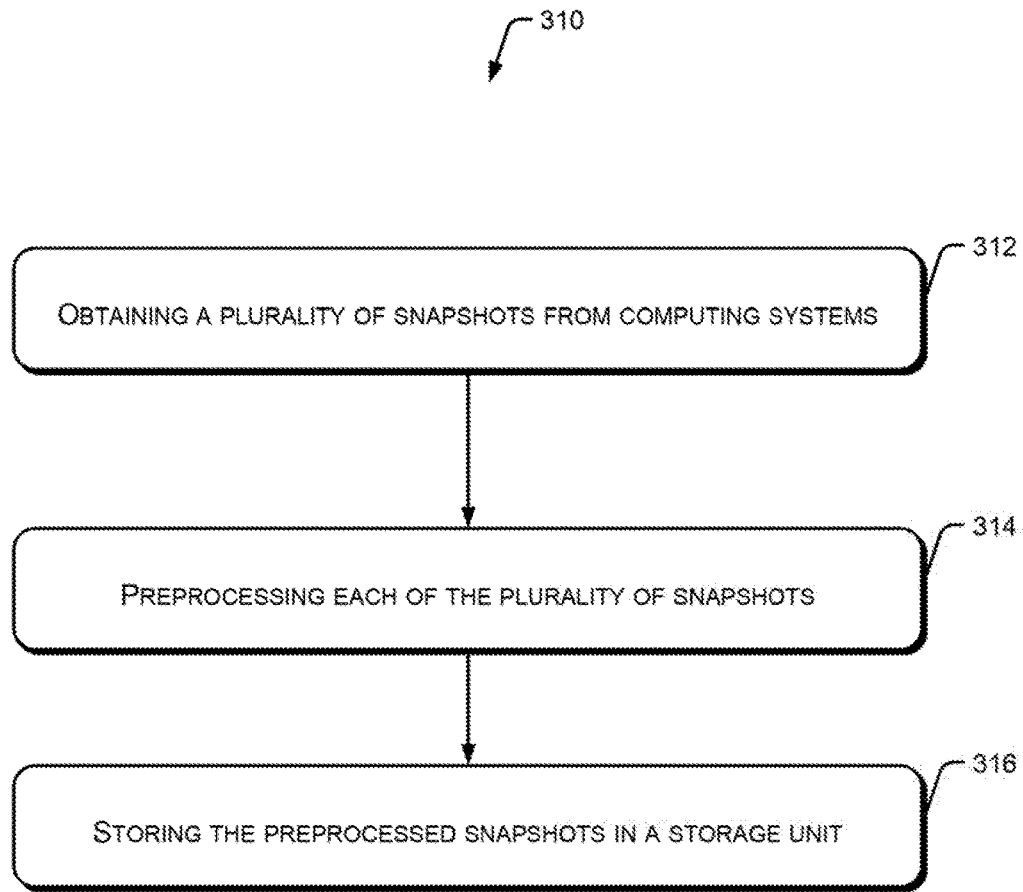 310
312
OBTAINING A PLURALITY OF SNAPSHOTS FROM COMPUTING SYSTEMS
314
PREPROCESSING EACH OF THE PLURALITY OF SNAPSHOTS
316
STORING THE PREPROCESSED SNAPSHOTS IN A STORAGE UNIT